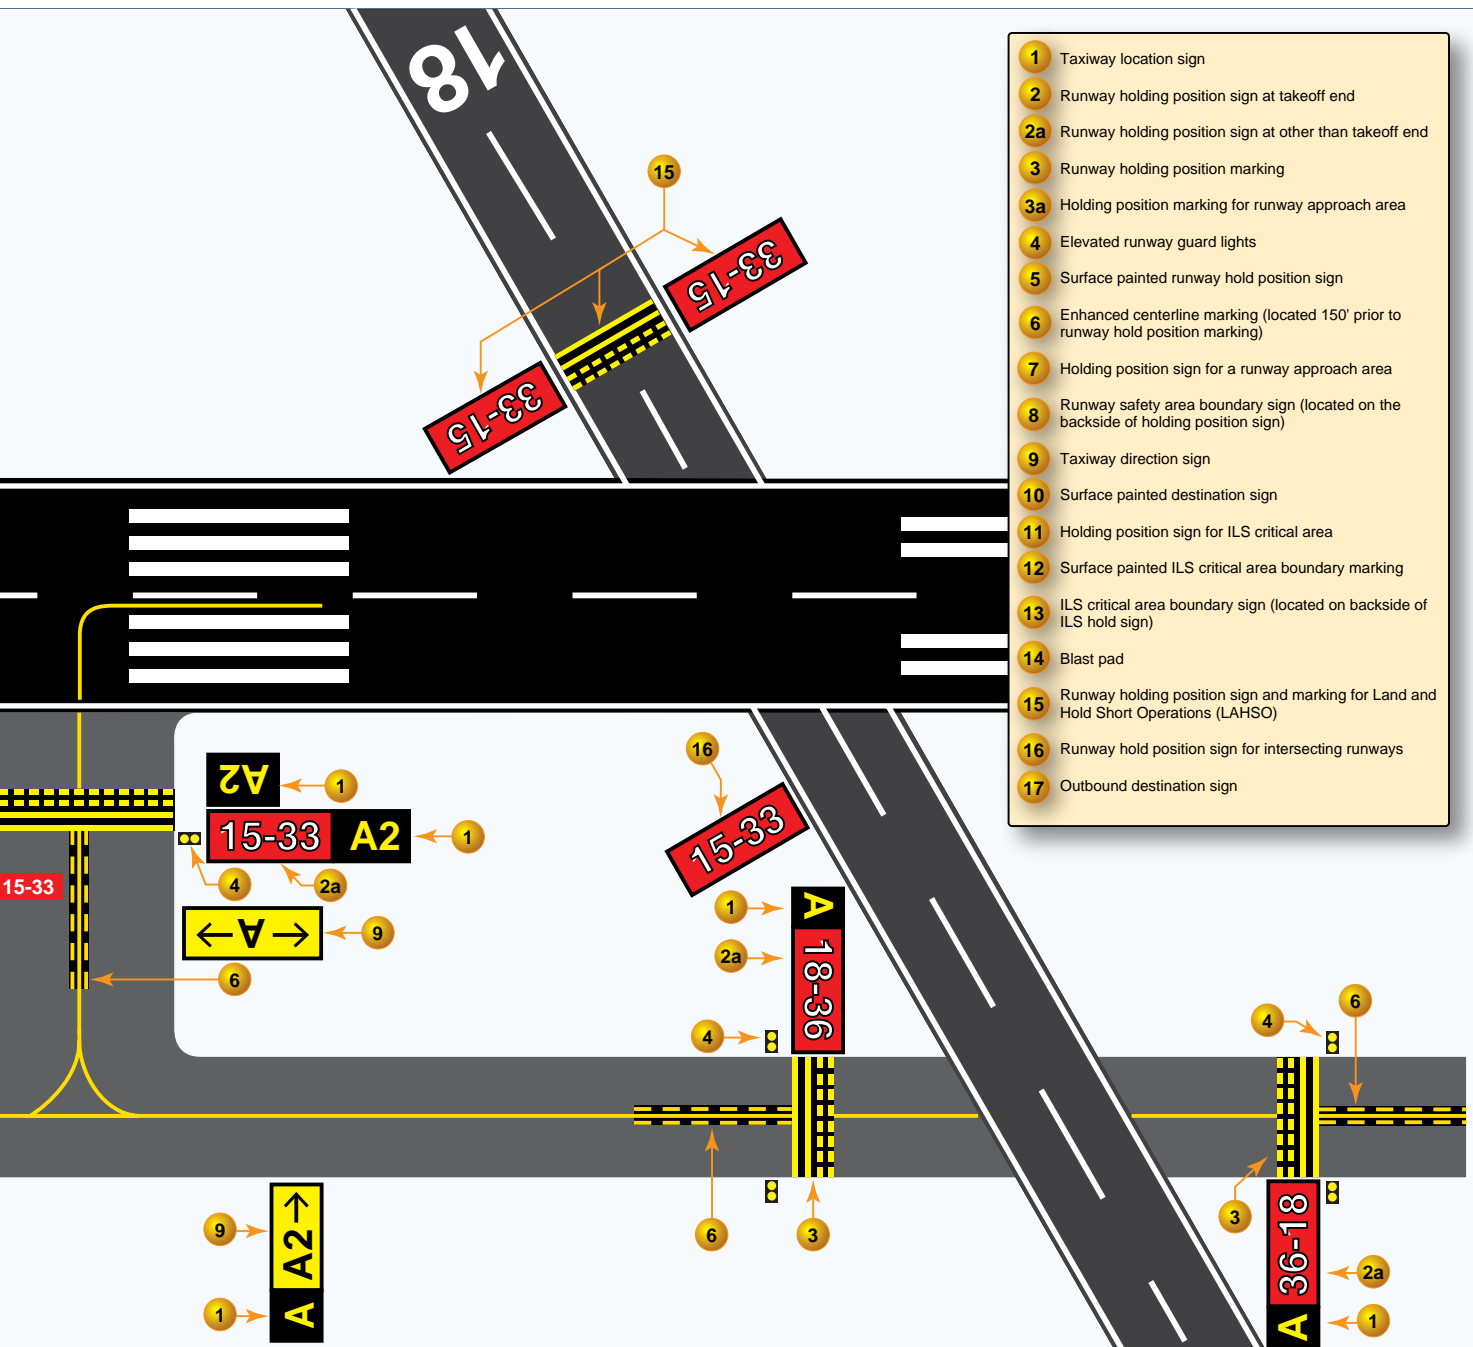 18
15
33-15
33-15
1 Taxiway location sign
2 Runway holding position sign at takeoff end
2a Runway holding position sign at other than takeoff end
3 Runway holding position marking
3a Holding position marking for runway approach area
4 Elevated runway guard lights
5 Surface painted runway hold position sign
6 Enhanced centerline marking (located 150' prior to
runway hold position marking)
7 Holding position sign for a runway approach area
8 Runway safety area boundary sign (located on the
backside of holding position sign)
9 Taxiway direction sign
10 Surface painted destination sign
11 Holding position sign for ILS critical area
12 Surface painted ILS critical area boundary marking
13 ILS critical area boundary sign (located on backside of
ILS hold sign)
14 Blast pad
15 Runway holding position sign and marking for Land and
Hold Short Operations (LAHSO)
16 Runway hold position sign for intersecting runways
17 Outbound destination sign
A2
1
15-33 A2
1
4
2a
15-33
←A→
9
6
16
15-33
1
A
2a
18-36
4
6
3
4
6
3
36-18
2a
A
1
9
A2→
1
A